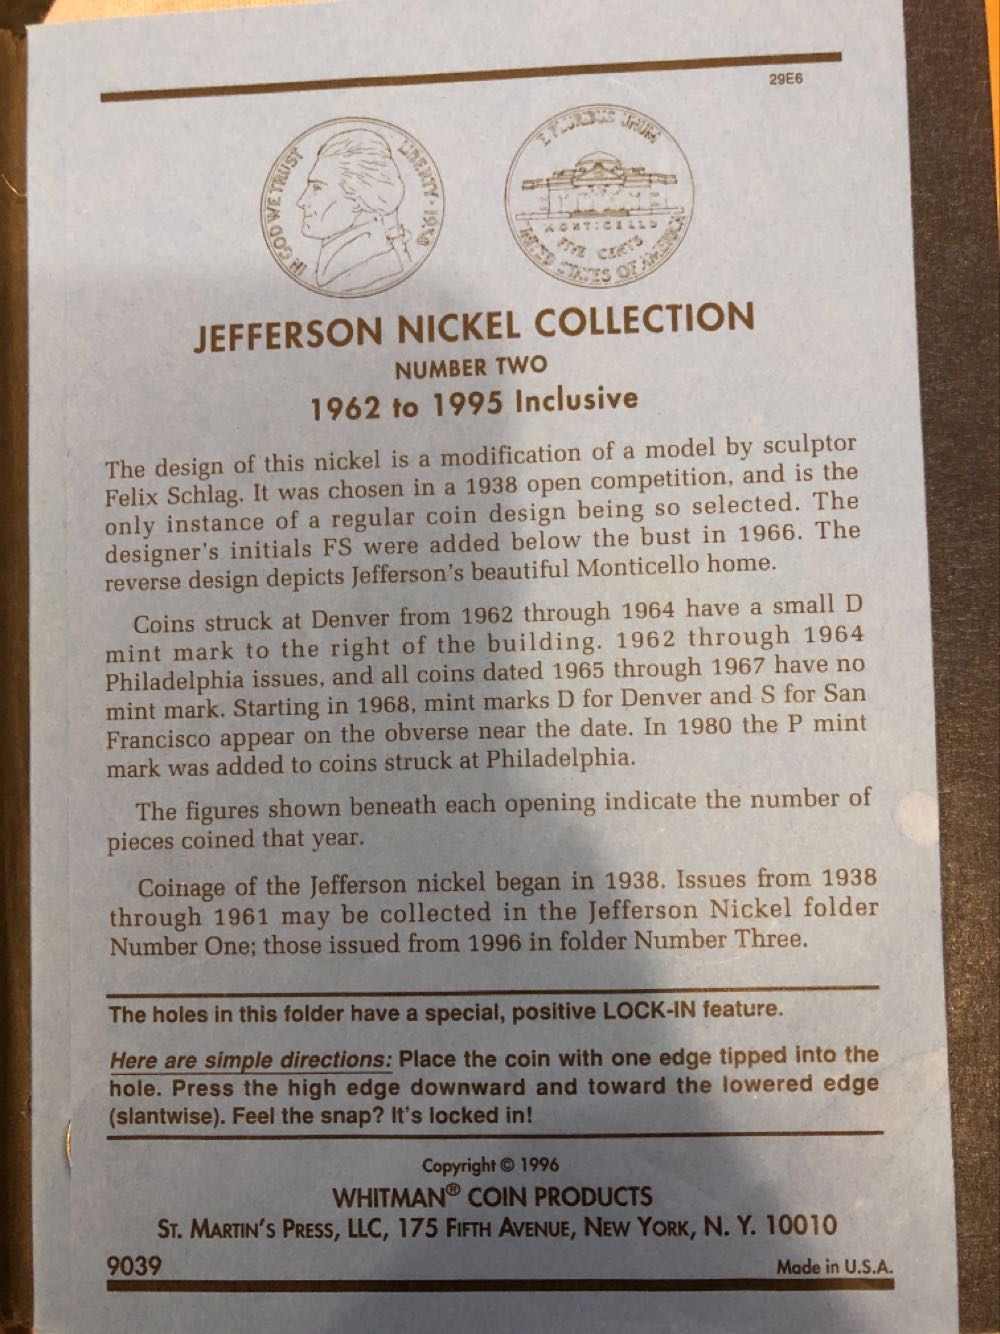 29E6
IN GOD WE TRUST LIBERTY · 1938
E PLURIBUS UNUM
MONTICELLO
FIVE CENTS
UNITED STATES OF AMERICA
JEFFERSON NICKEL COLLECTION
NUMBER TWO
1962 to 1995 Inclusive
The design of this nickel is a modification of a model by sculptor
Felix Schlag. It was chosen in a 1938 open competition, and is the
only instance of a regular coin design being so selected. The
designer's initials FS were added below the bust in 1966. The
reverse design depicts Jefferson's beautiful Monticello home.
Coins struck at Denver from 1962 through 1964 have a small D
mint mark to the right of the building. 1962 through 1964
Philadelphia issues, and all coins dated 1965 through 1967 have no
mint mark. Starting in 1968, mint marks D for Denver and S for San
Francisco appear on the obverse near the date. In 1980 the P mint
mark was added to coins struck at Philadelphia.
The figures shown beneath each opening indicate the number of
pieces coined that year.
Coinage of the Jefferson nickel began in 1938. Issues from 1938
through 1961 may be collected in the Jefferson Nickel folder
Number One; those issued from 1996 in folder Number Three.
The holes in this folder have a special, positive LOCK-IN feature.
Here are simple directions: Place the coin with one edge tipped into the
hole. Press the high edge downward and toward the lowered edge
(slantwise). Feel the snap? It's locked in!
Copyright © 1996
WHITMAN® COIN PRODUCTS
ST. MARTIN'S PRESS, LLC, 175 FIFTH AVENUE, NEW YORK, N. Y. 10010
9039
Made in U.S.A.